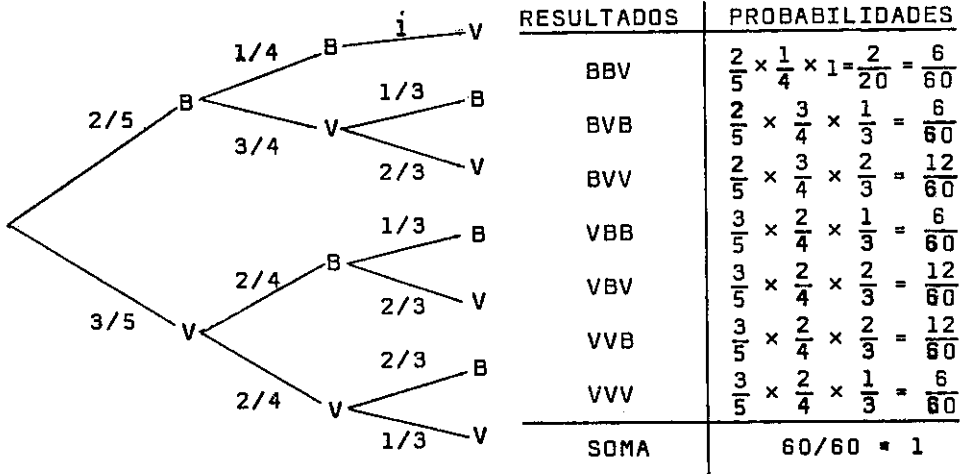 RESULTADOS PROBABILIDADES
1/4 B i V
BBV 2/5 × 1/4 × 1 = 2/20 = 6/60
2/5 B 1/3 B
BVB 2/5 × 3/4 × 1/3 = 6/60
3/4 V
2/3 V
BVV 2/5 × 3/4 × 2/3 = 12/60
1/3 B
VBB 3/5 × 2/4 × 1/3 = 6/60
2/4 B
2/3 V
VBV 3/5 × 2/4 × 2/3 = 12/60
3/5 V
VVB 3/5 × 2/4 × 2/3 = 12/60
2/3 B
2/4 V
VVV 3/5 × 2/4 × 1/3 = 6/60
1/3 V
SOMA 60/60 = 1